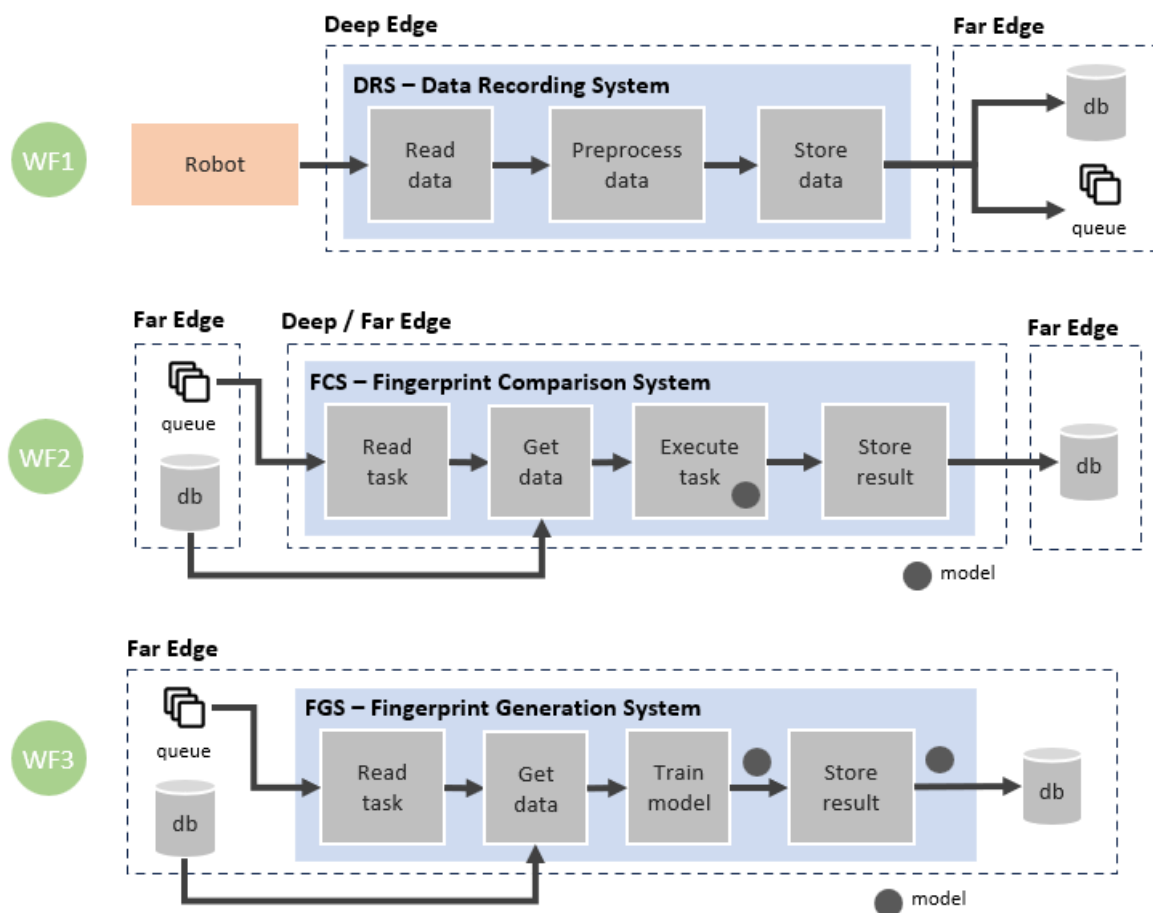 Deep Edge
Far Edge
DRS – Data Recording System
WF1
Robot
Read
data
Preprocess
data
Store
data
db
queue
Far Edge
Deep / Far Edge
Far Edge
FCS – Fingerprint Comparison System
WF2
queue
db
Read
task
Get
data
Execute
task
Store
result
db
model
Far Edge
FGS – Fingerprint Generation System
WF3
queue
db
Read
task
Get
data
Train
model
Store
result
db
model